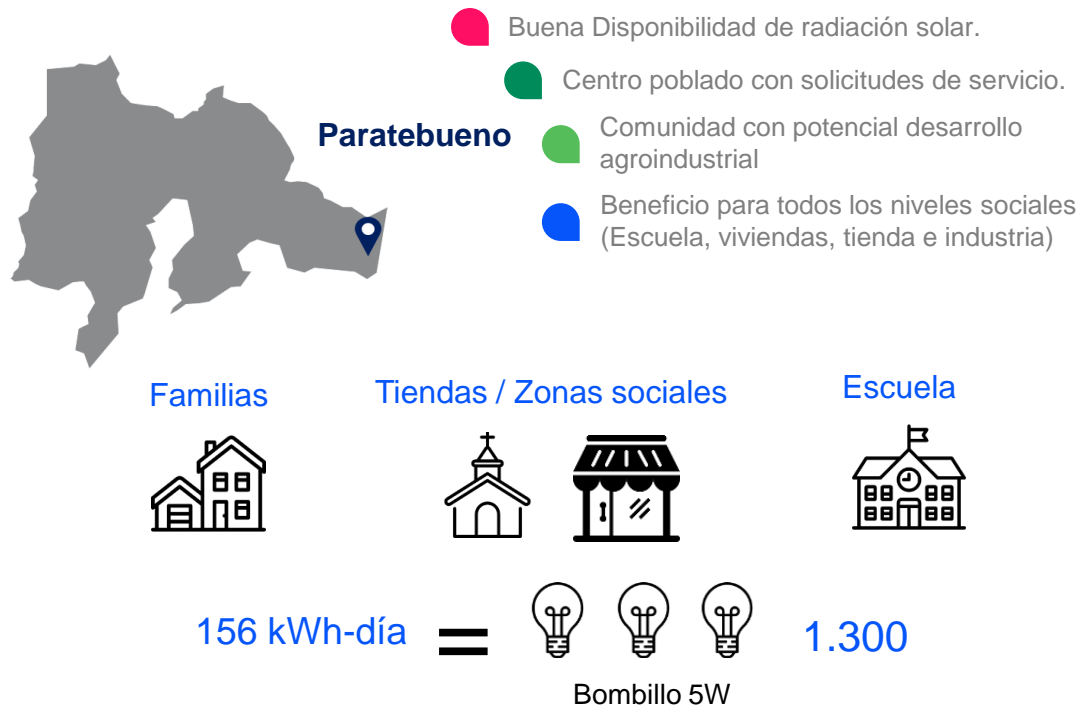 Buena Disponibilidad de radiación solar.
Centro poblado con solicitudes de servicio.
Paratebueno
Comunidad con potencial desarrollo
agroindustrial
Beneficio para todos los niveles sociales
(Escuela, viviendas, tienda e industria)
Familias
Tiendas / Zonas sociales
Escuela
156 kWh-día = 1.300
Bombillo 5W